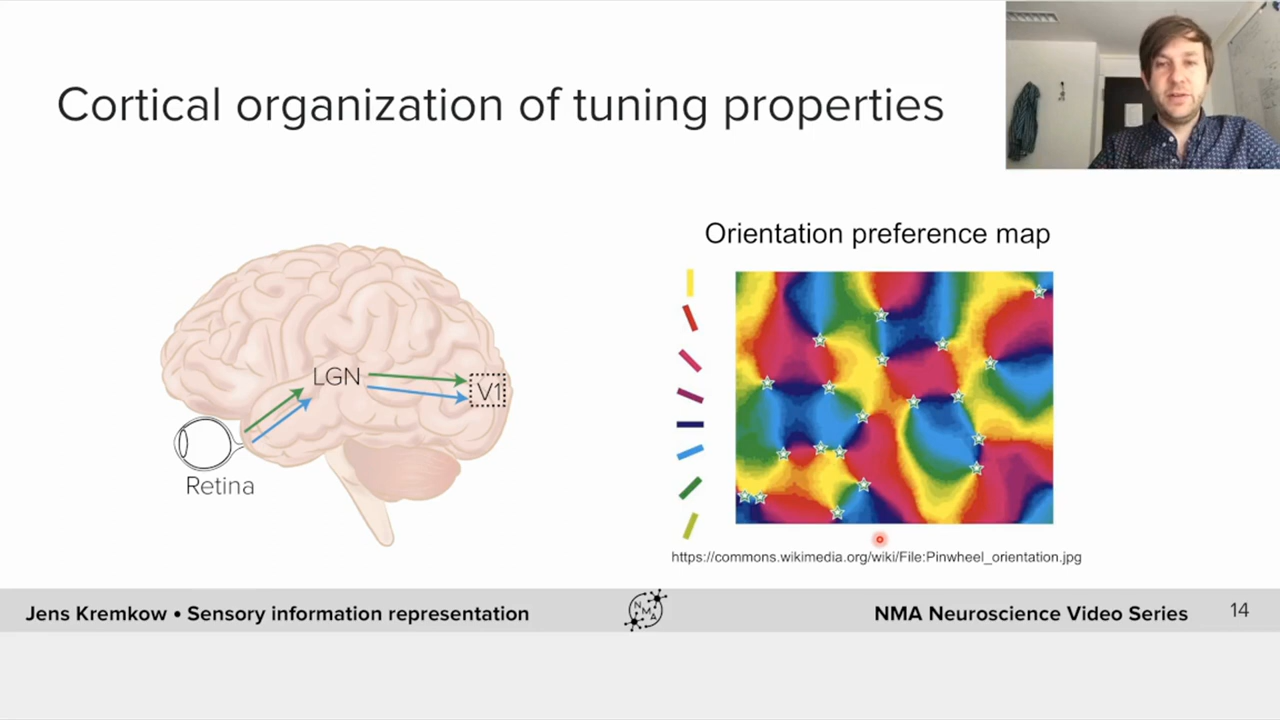 Cortical organization of tuning properties
Orientation preference map
LGN
V1
Retina
https://commons.wikimedia.org/wiki/File:Pinwheel_orientation.jpg
Jens Kremkow • Sensory information representation
N
M
A
NMA Neuroscience Video Series
14